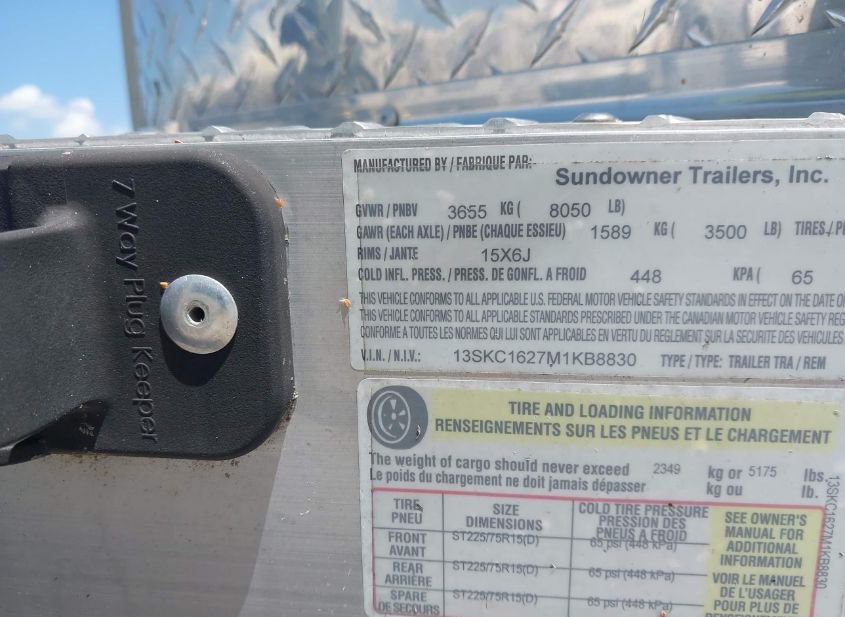 7 Way Plug Keeper
MANUFACTURED BY / FABRIQUE PAR:
Sundowner Trailers, Inc.
GVWR / PNBV 3655 KG ( 8050 LB)
GAWR (EACH AXLE) / PNBE (CHAQUE ESSIEU) 1589 KG ( 3500 LB) TIRES /
RIMS / JANTE 15X6J
COLD INFL. PRESS. / PRESS. DE GONFL. A FROID 448 KPA ( 65
THIS VEHICLE CONFORMS TO ALL APPLICABLE U.S. FEDERAL MOTOR VEHICLE SAFETY STANDARDS IN EFFECT ON THE DATE O
THIS VEHICLE CONFORMS TO ALL APPLICABLE STANDARDS PRESCRIBED UNDER THE CANADIAN MOTOR VEHICLE SAFETY REG
CONFORME A TOUTES LES NORMES QUI LUI SONT APPLICABLES EN VERTU DU REGLEMENT SUR LA SECURITE DES VEHICULES
V.I.N. / N.I.V.: 13SKC1627M1KB8830 TYPE / TYPE: TRAILER TRA / REM
TIRE AND LOADING INFORMATION
RENSEIGNEMENTS SUR LES PNEUS ET LE CHARGEMENT
The weight of cargo should never exceed 2349 kg or 5175 lbs.
Le poids du chargement ne doit jamais dépasser kg ou lb.
TIRE
PNEU
SIZE
DIMENSIONS
COLD TIRE PRESSURE
PRESSION DES
PNEUS A FROID
FRONT
AVANT
ST225/75R15(D)
65 psi (448 kPa)
REAR
ARRIÈRE
ST225/75R15(D)
65 psi (448 kPa)
SPARE
DE SECOURS
ST225/75R15(D)
65 psi (448 kPa)
SEE OWNER'S
MANUAL FOR
ADDITIONAL
INFORMATION
VOIR LE MANUEL
DE L'USAGER
POUR PLUS DE
RENSEIGNEMENTS
13SKC1627M1KB8830